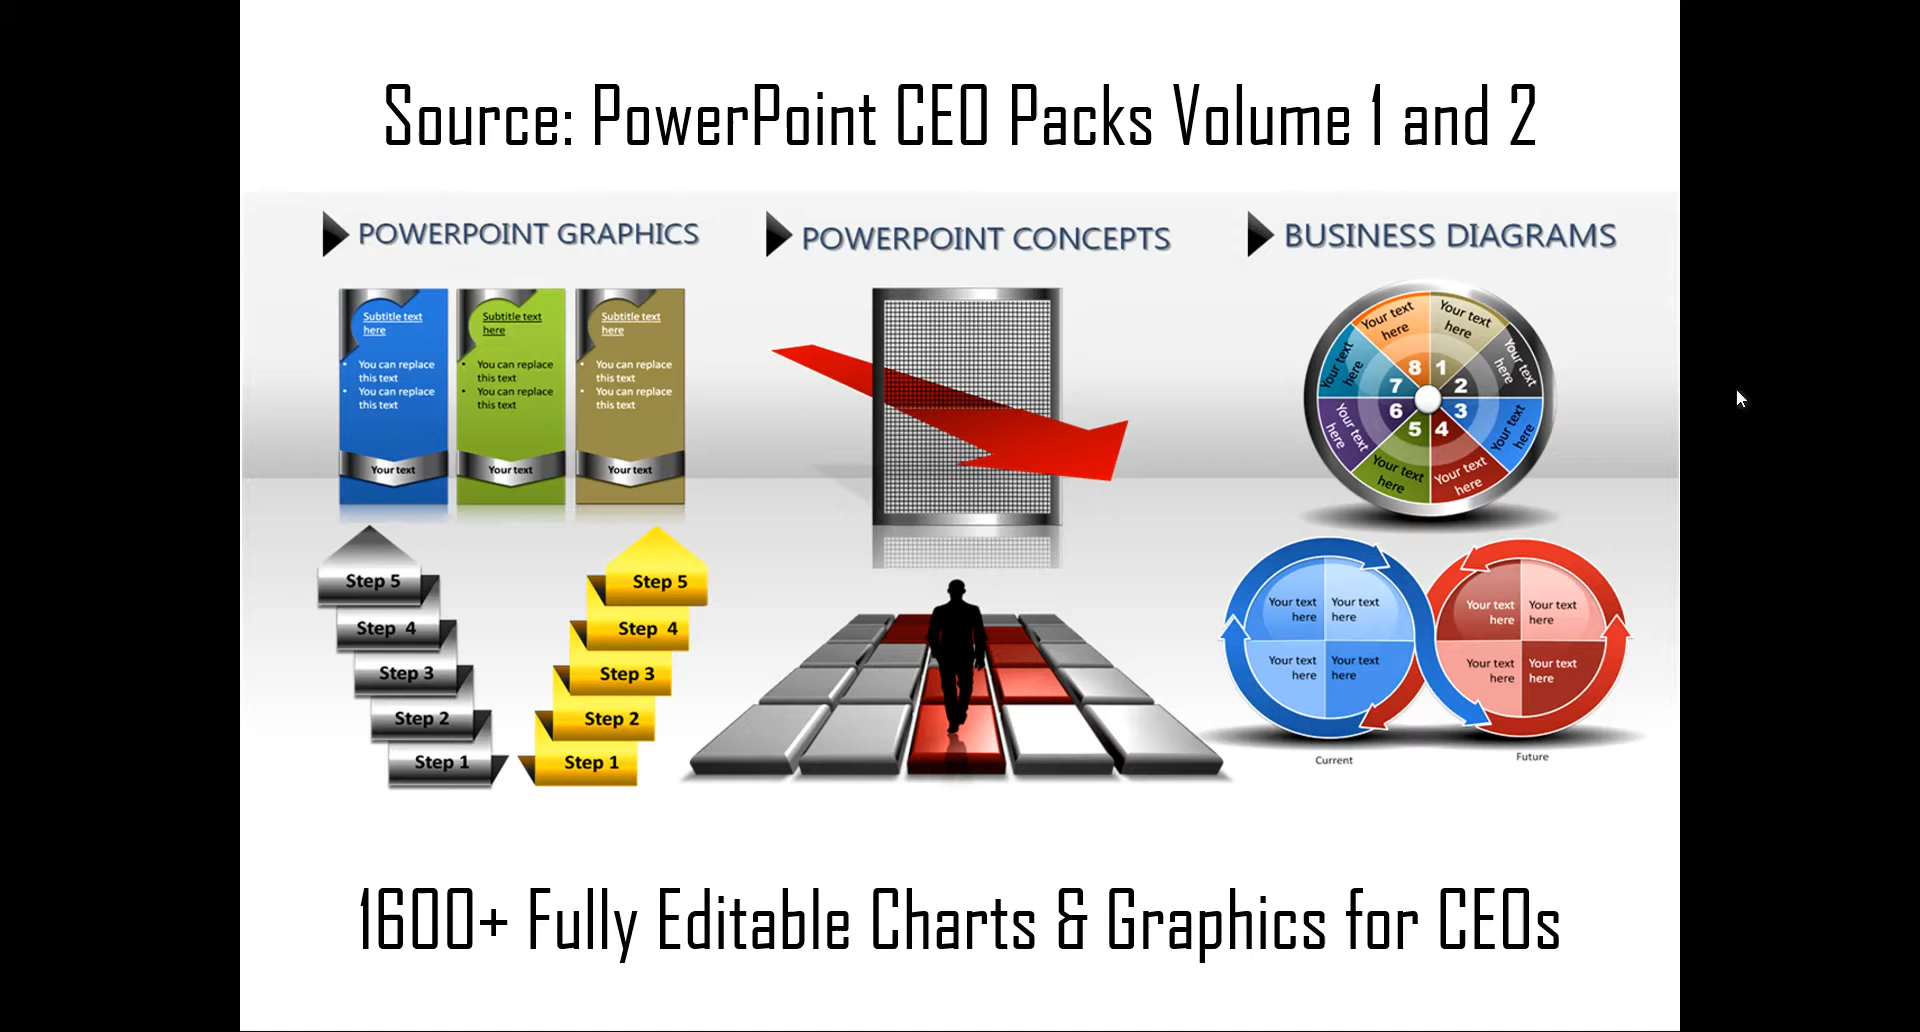 Source: PowerPoint CEO Packs Volume 1 and 2
POWERPOINT GRAPHICS
Subtitle text
here
• You can replace
this text
• You can replace
this text
Your text
Subtitle text
here
• You can replace
this text
• You can replace
this text
Your text
Subtitle text
here
• You can replace
this text
• You can replace
this text
Your text
Step 5
Step 4
Step 3
Step 2
Step 1
Step 5
Step 4
Step 3
Step 2
Step 1
POWERPOINT CONCEPTS
BUSINESS DIAGRAMS
Your text
here
1
Your text
here
2
Your text
here
3
Your text
here
4
Your text
here
5
Your text
here
6
Your text
here
7
Your text
here
8
Your text
here
Your text
here
Your text
here
Your text
here
Current
Your text
here
Your text
here
Your text
here
Your text
here
Future
1600+ Fully Editable Charts & Graphics for CEOs